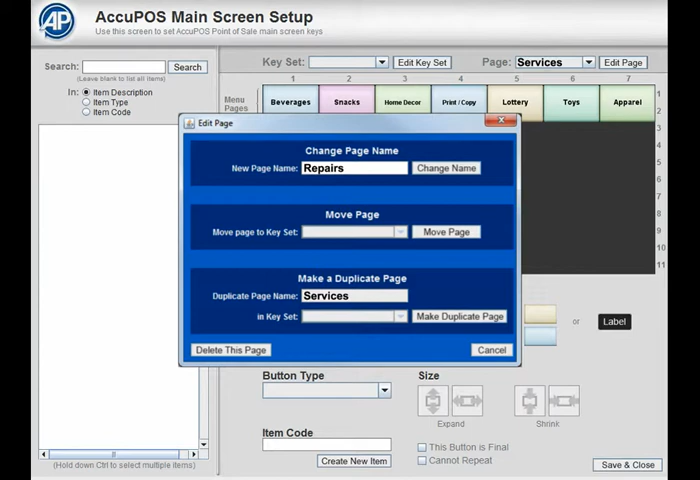 AP
AccuPOS Main Screen Setup
Use this screen to set AccuPOS Point of Sale main screen keys
Search:
Search
(Leave blank to list all items)
In:
Item Description
Item Type
Item Code
Key Set:
Edit Key Set
Page:
Services
Edit Page
1 2 3 4 5 6 7
Menu Pages
Beverages
Snacks
Home Decor
Print / Copy
Lottery
Toys
Apparel
1
2
3
4
5
6
7
8
9
10
11
Edit Page
Change Page Name
New Page Name:
Repairs
Change Name
Move Page
Move page to Key Set:
Move Page
Make a Duplicate Page
Duplicate Page Name:
Services
in Key Set:
Make Duplicate Page
Delete This Page
Cancel
or
Label
Button Type
Size
Expand
Shrink
Item Code
This Button is Final
Cannot Repeat
Create New Item
Save & Close
(Hold down Ctrl to select multiple items)